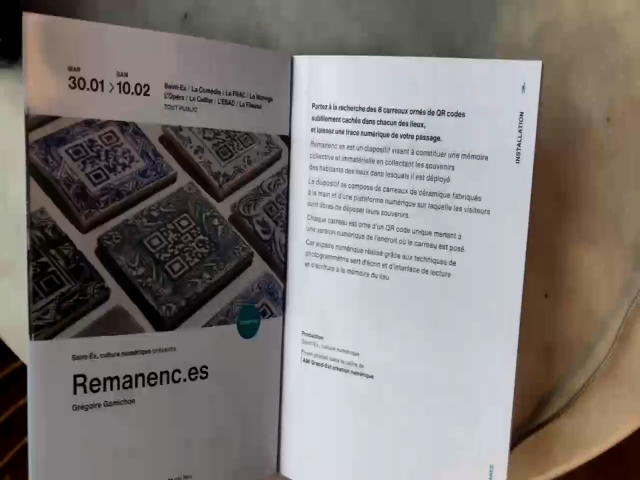 MAR
SAM
30.01 > 10.02
Saint-Ex / La Comédie / Le FRAC / Le Manège
L'Opéra / Le Cellier / L'ESAD / La Fileuse
TOUT PUBLIC
Saint-Ex, culture numérique présente
Remanenc.es
Grégoire Gamichon
INSTALLATION
Partez à la recherche des 8 carreaux ornés de QR codes
subtilement cachés dans chacun des lieux,
et laissez une trace numérique de votre passage.
Remanenc.es est un dispositif visant à constituer une mémoire
collective et immatérielle en collectant les souvenirs
des habitants des lieux dans lesquels il est déployé.
Le dispositif se compose de carreaux de céramique fabriqués
à la main et d'une plateforme numérique sur laquelle les visiteurs
sont libres de déposer leurs souvenirs.
Chaque carreau est orné d'un QR code unique menant à
une version numérique de l'endroit où le carreau est posé.
Cet espace numérique réalisé grâce aux techniques de
photogrammétrie sert d'écrin et d'interface de lecture
et d'écriture à la mémoire du lieu.
Production
Saint-Ex, culture numérique
Projet produit dans le cadre de
l'AMI Grand-Est création numérique